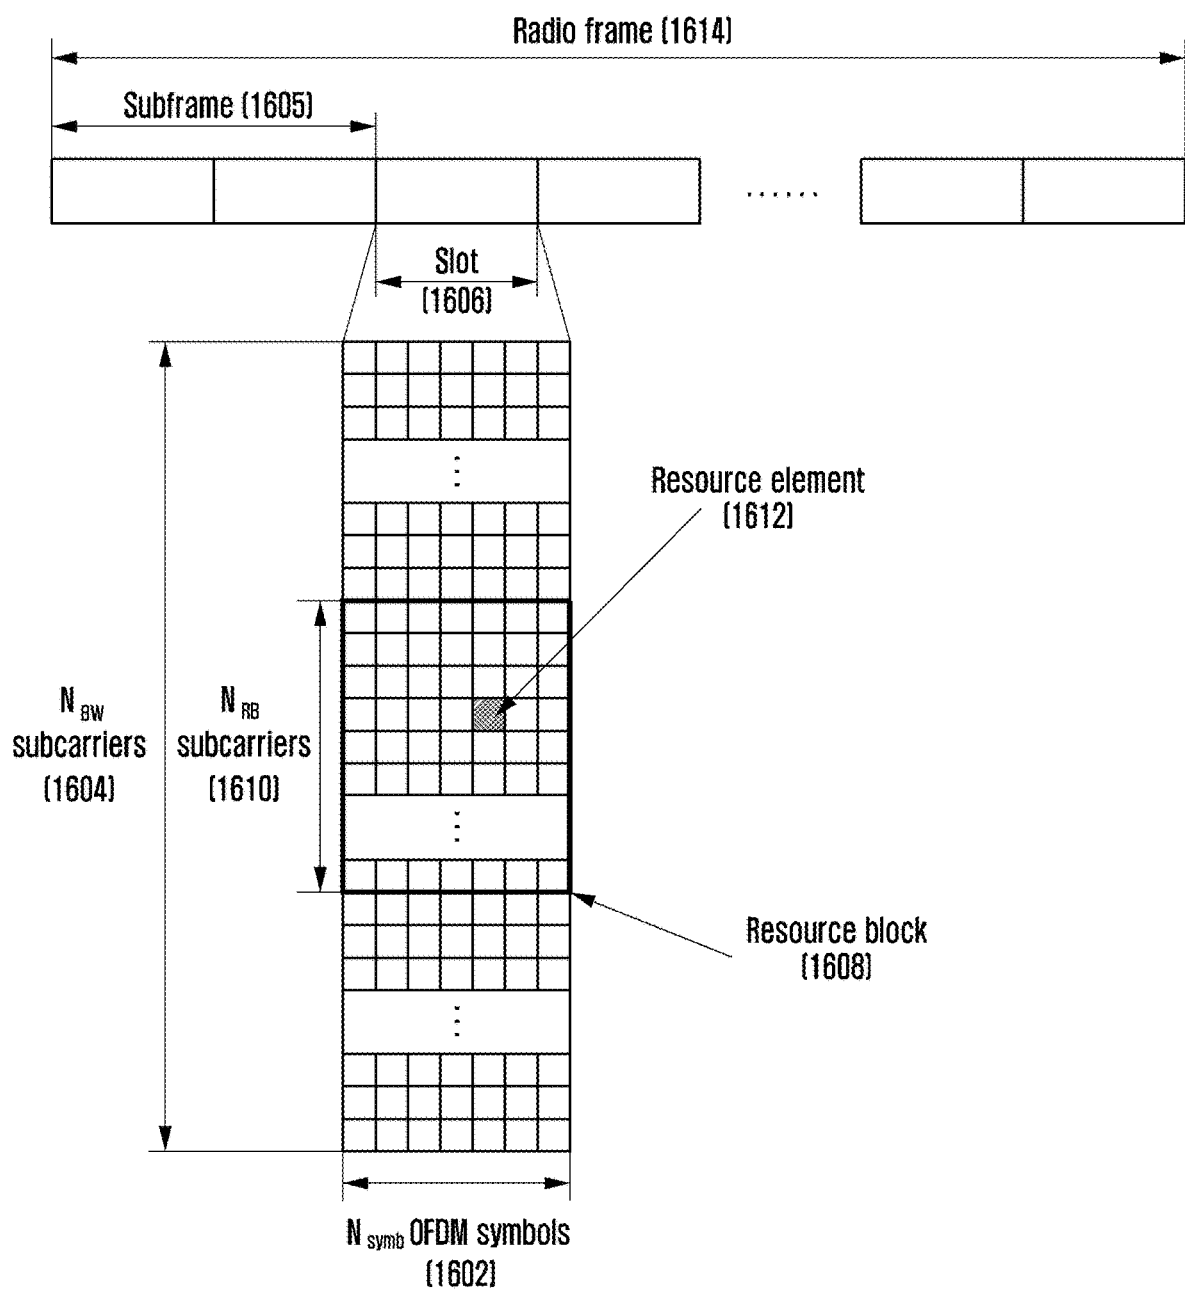 Radio frame (1614)
Subframe (1605)
......
Slot
(1606)
Resource element
(1612)
N BW
subcarriers
(1604)
N RB
subcarriers
(1610)
Resource block
(1608)
N symb OFDM symbols
(1602)